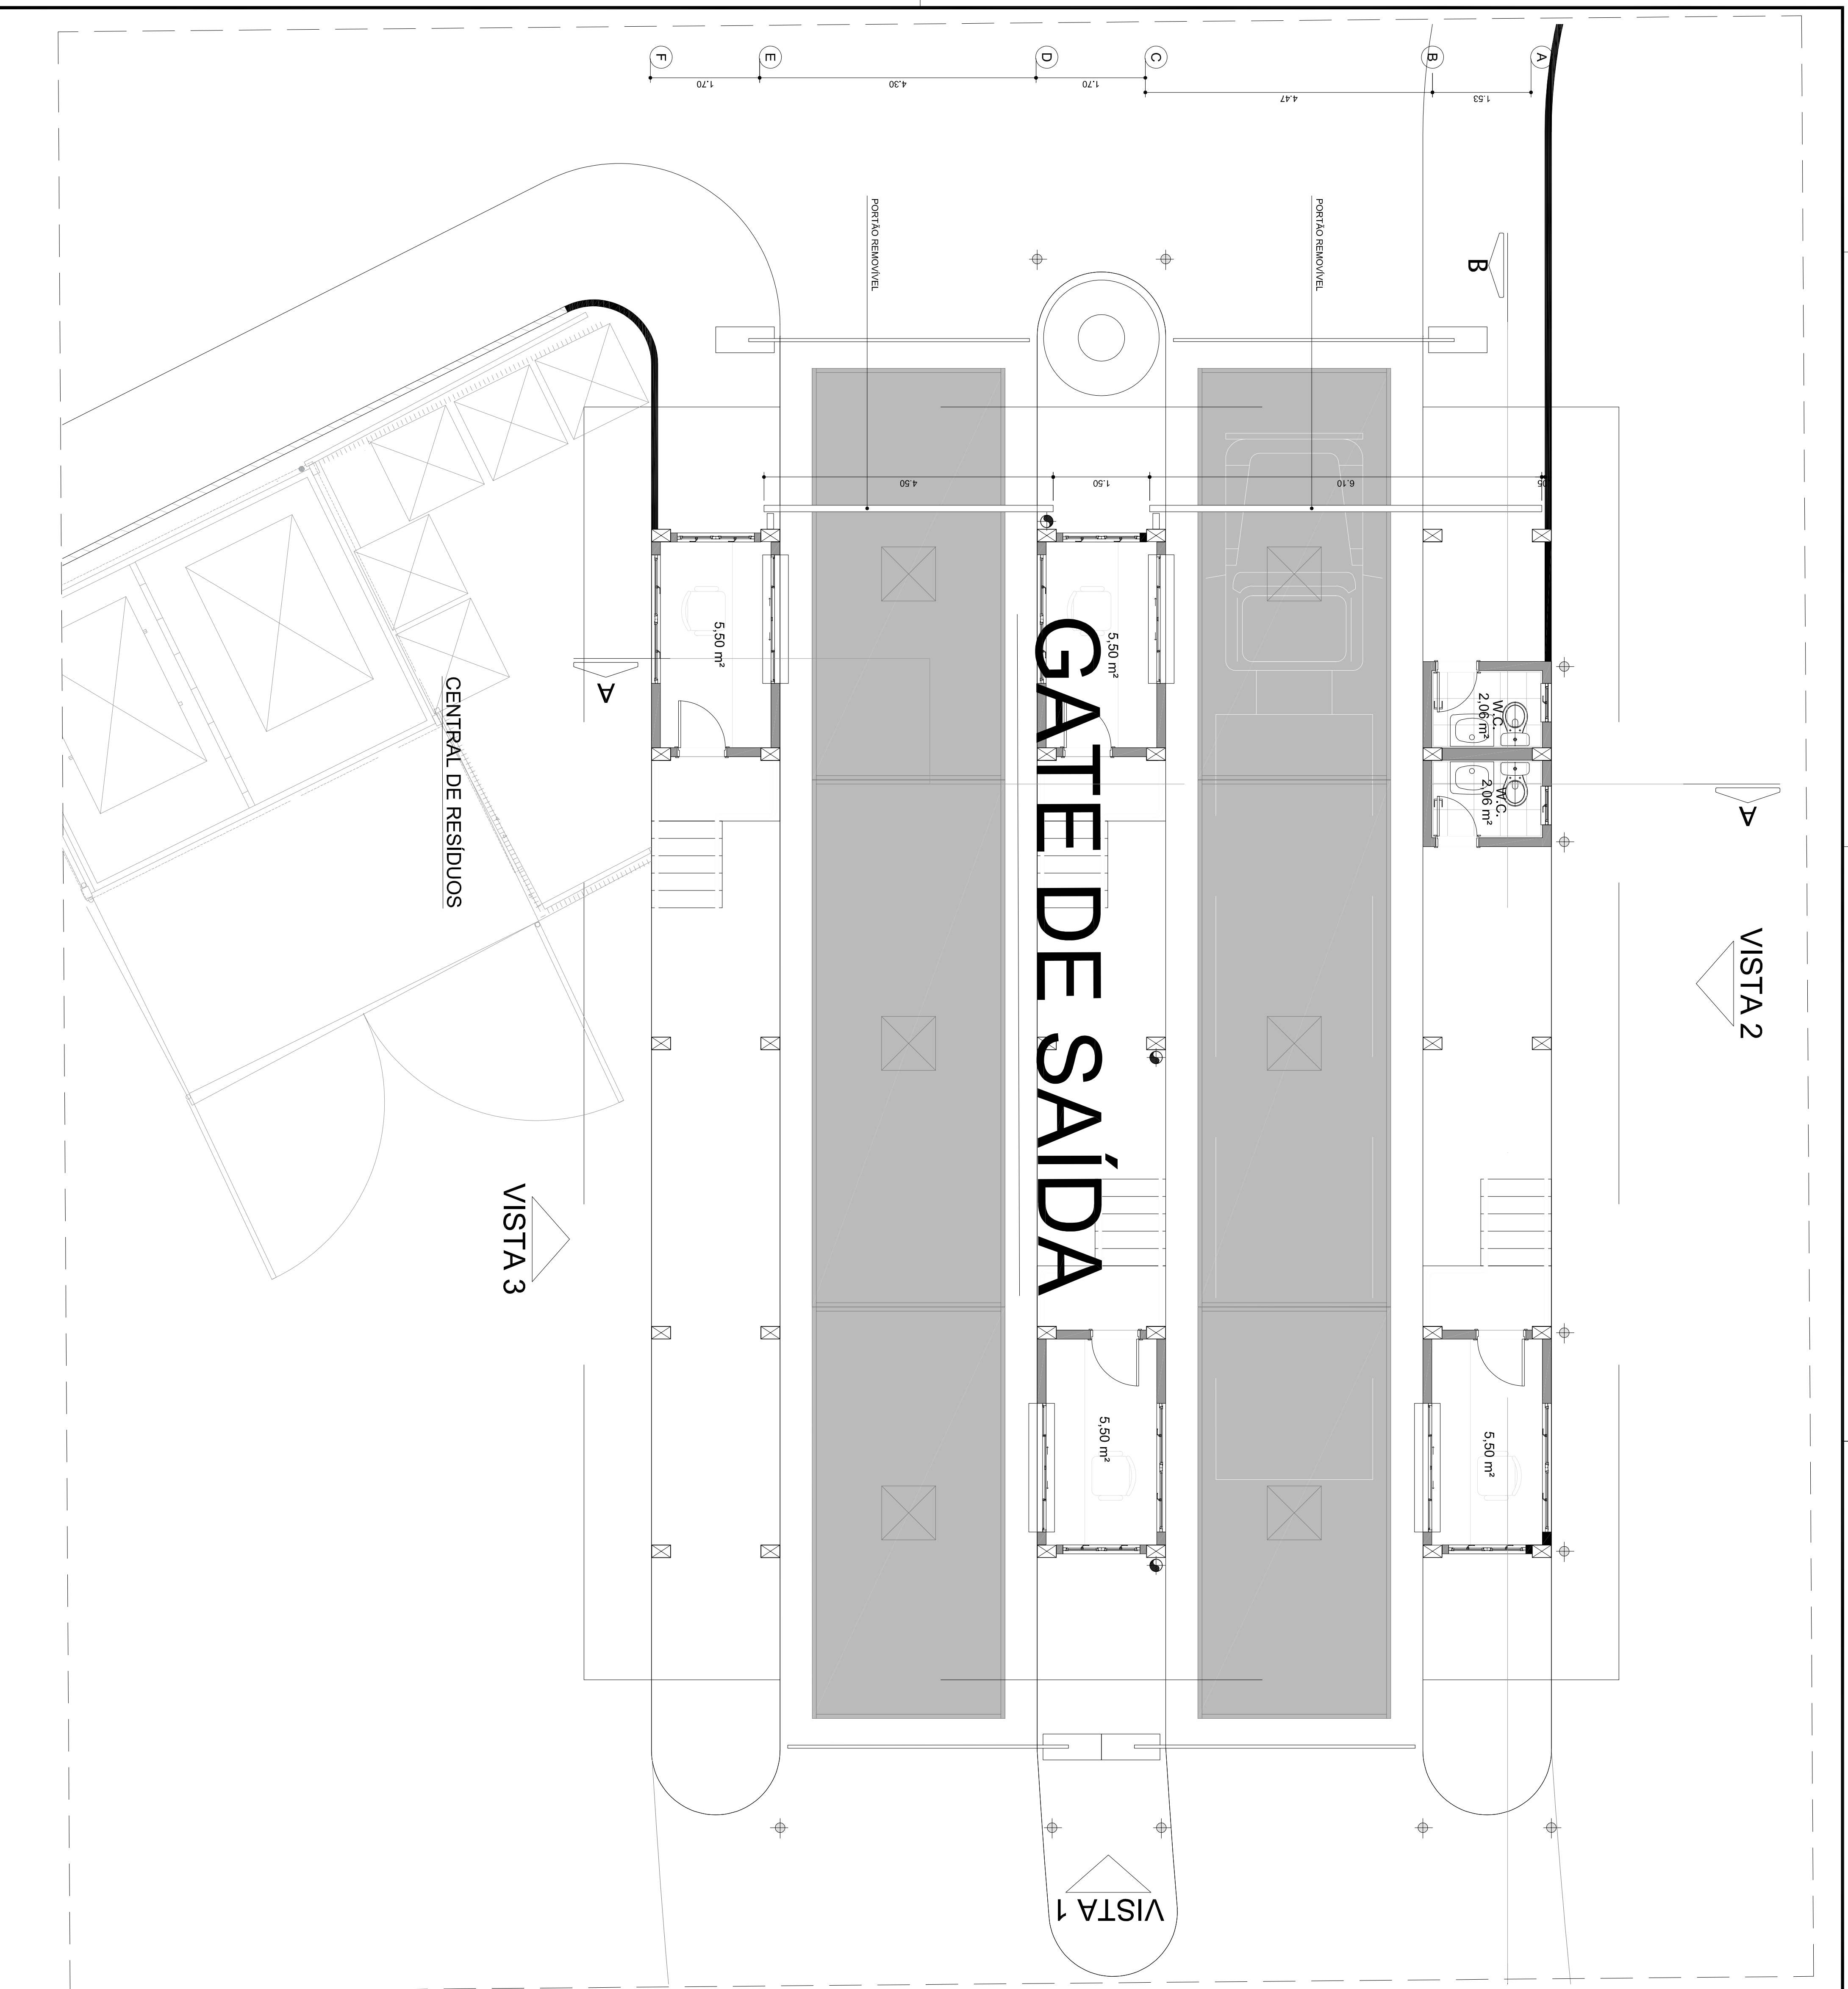 F
E
D
C
B
A
1.70
4.30
1.70
4.47
1.53
PORTÃO REMOVÍVEL
PORTÃO REMOVÍVEL
B
4.50
1.50
6.10
5,50 m²
5,50 m²
A
W.C.
2,06 m²
W.C.
2,06 m²
A
CENTRAL DE RESÍDUOS
GATE DE SAÍDA
VISTA 2
VISTA 3
5,50 m²
5,50 m²
VISTA 1